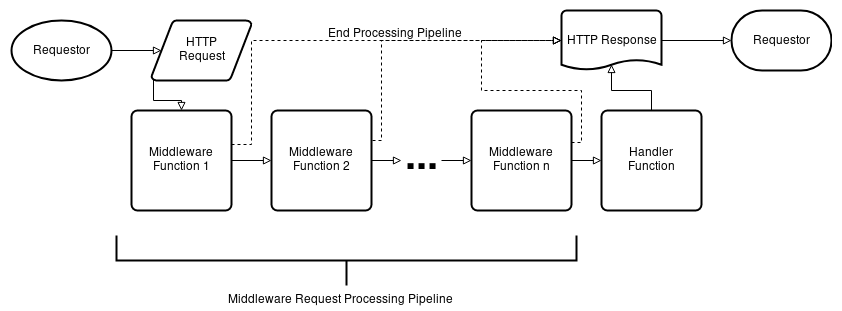 Requestor
HTTP
Request
End Processing Pipeline
HTTP Response
Requestor
Middleware
Function 1
Middleware
Function 2
...
Middleware
Function n
Handler
Function
Middleware Request Processing Pipeline